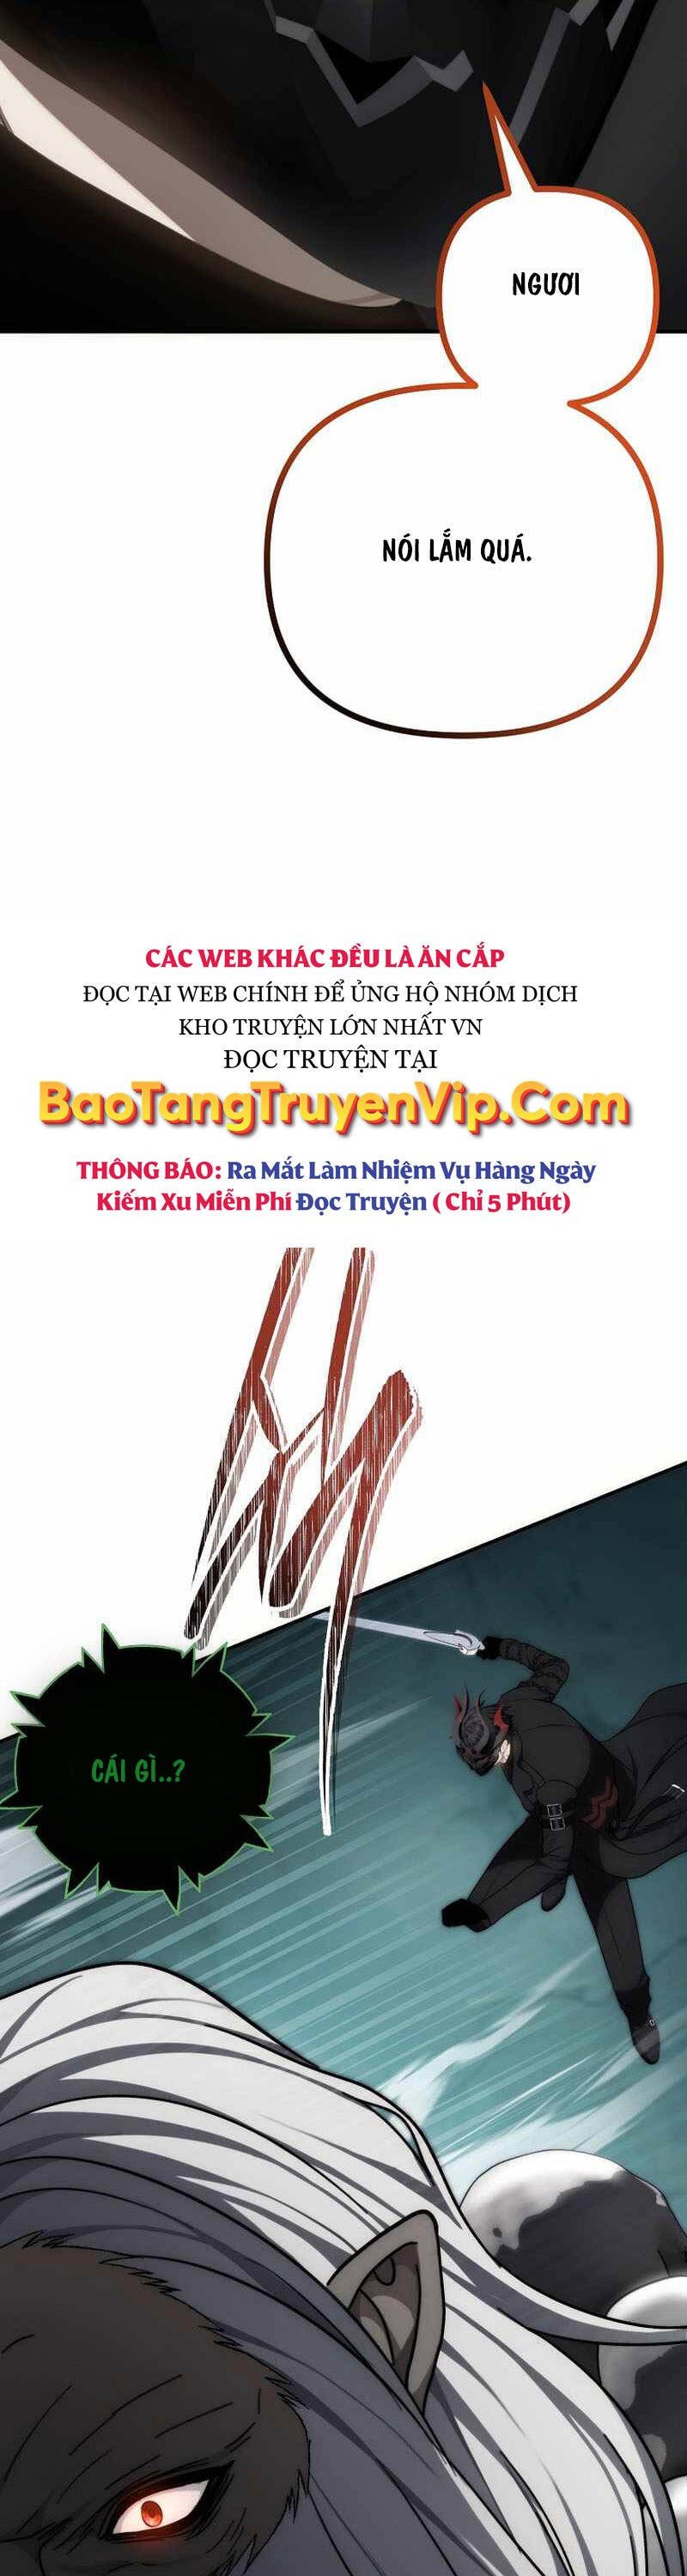 NGƯƠI
NÓI LẮM QUÁ.
CÁC WEB KHÁC ĐỀU LÀ ĂN CẮP
ĐỌC TẠI WEB CHÍNH ĐỂ ỦNG HỘ NHÓM DỊCH
KHO TRUYỆN LỚN NHẤT VN
ĐỌC TRUYỆN TẠI
BaoTangTruyenVip.Com
THÔNG BÁO: Ra Mắt Làm Nhiệm Vụ Hàng Ngày
Kiếm Xu Miễn Phí Đọc Truyện ( Chỉ 5 Phút)
CÁI GÌ..?